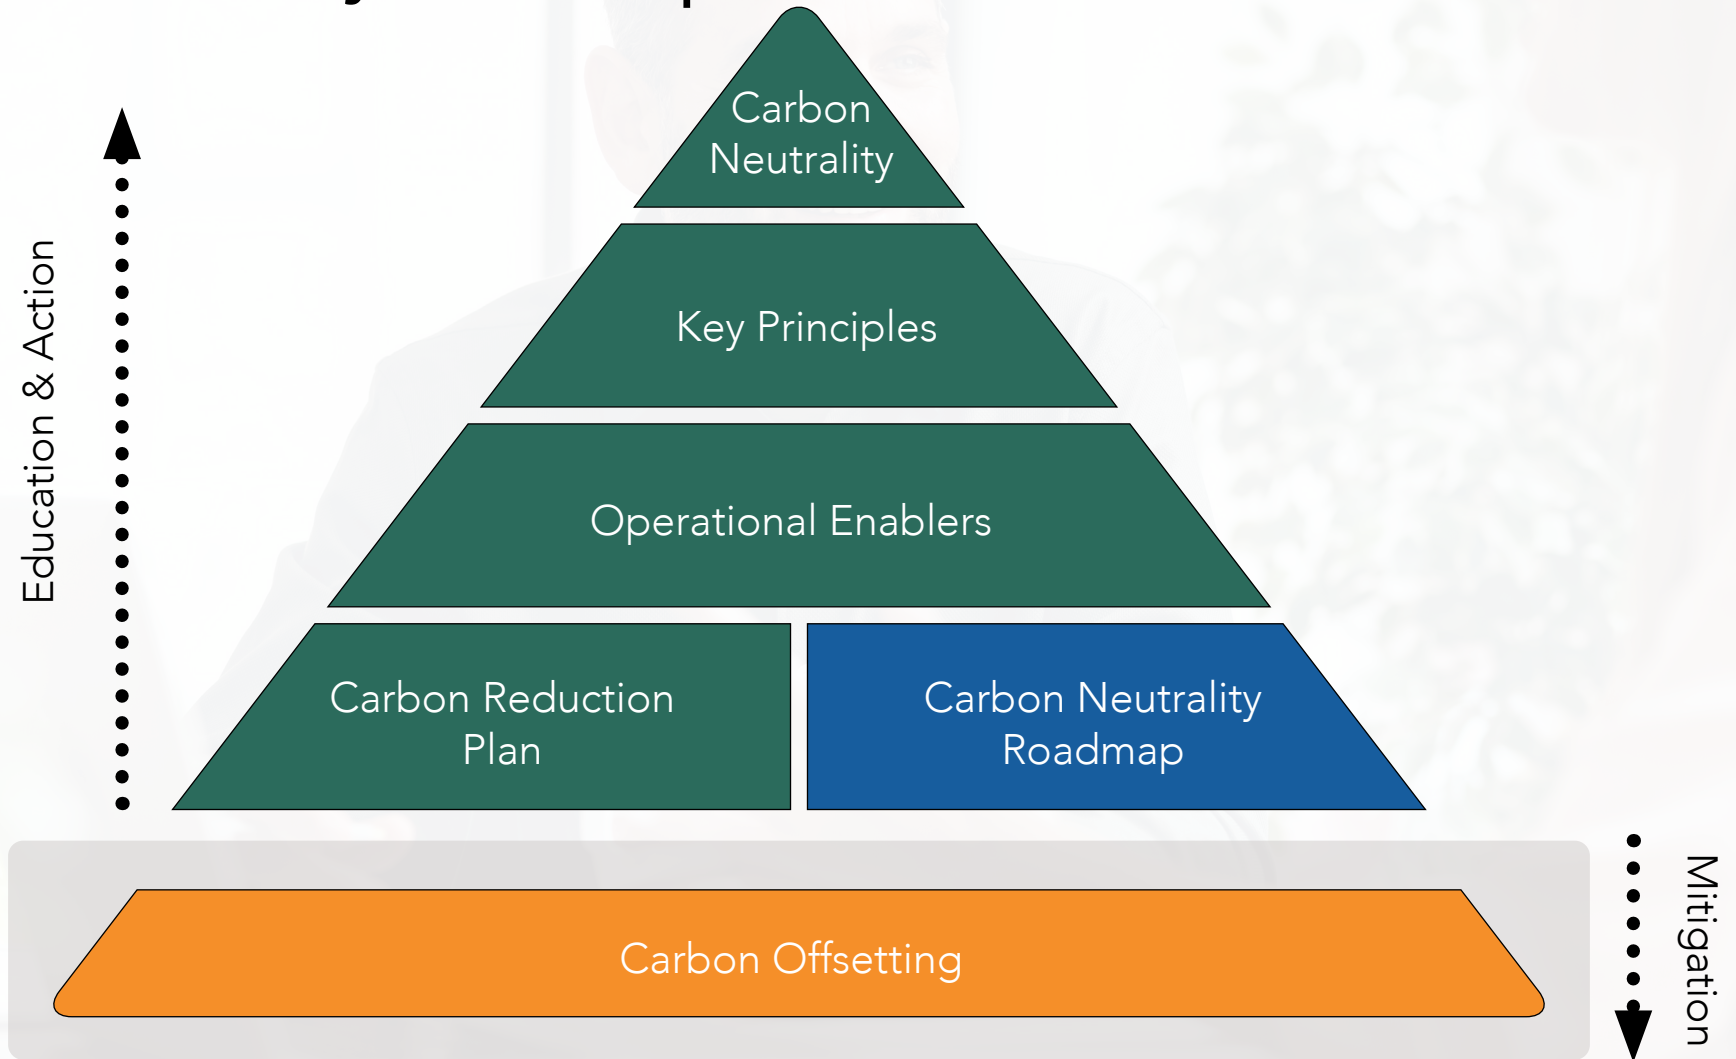 Carbon
Neutrality
Key Principles
Operational Enablers
Carbon Reduction
Plan
Carbon Neutrality
Roadmap
Carbon Offsetting
Education & Action
Mitigation